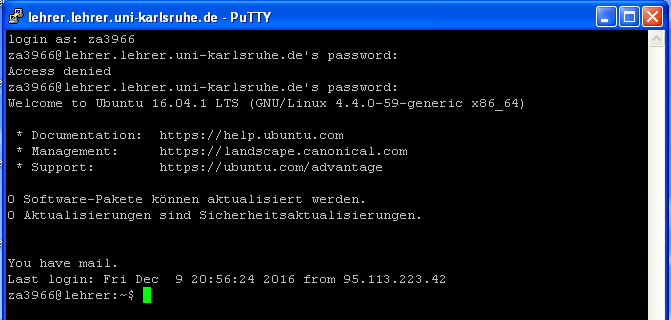 lehrer.lehrer.uni-karlsruhe.de - PuTTY
login as: za3966
za3966@lehrer.lehrer.uni-karlsruhe.de's password:
Access denied
za3966@lehrer.lehrer.uni-karlsruhe.de's password:
Welcome to Ubuntu 16.04.1 LTS (GNU/Linux 4.4.0-59-generic x86_64)
* Documentation:  https://help.ubuntu.com
* Management:     https://landscape.canonical.com
* Support:        https://ubuntu.com/advantage
0 Software-Pakete können aktualisiert werden.
0 Aktualisierungen sind Sicherheitsaktualisierungen.
You have mail.
Last login: Fri Dec  9 20:56:24 2016 from 95.113.223.42
za3966@lehrer:~$